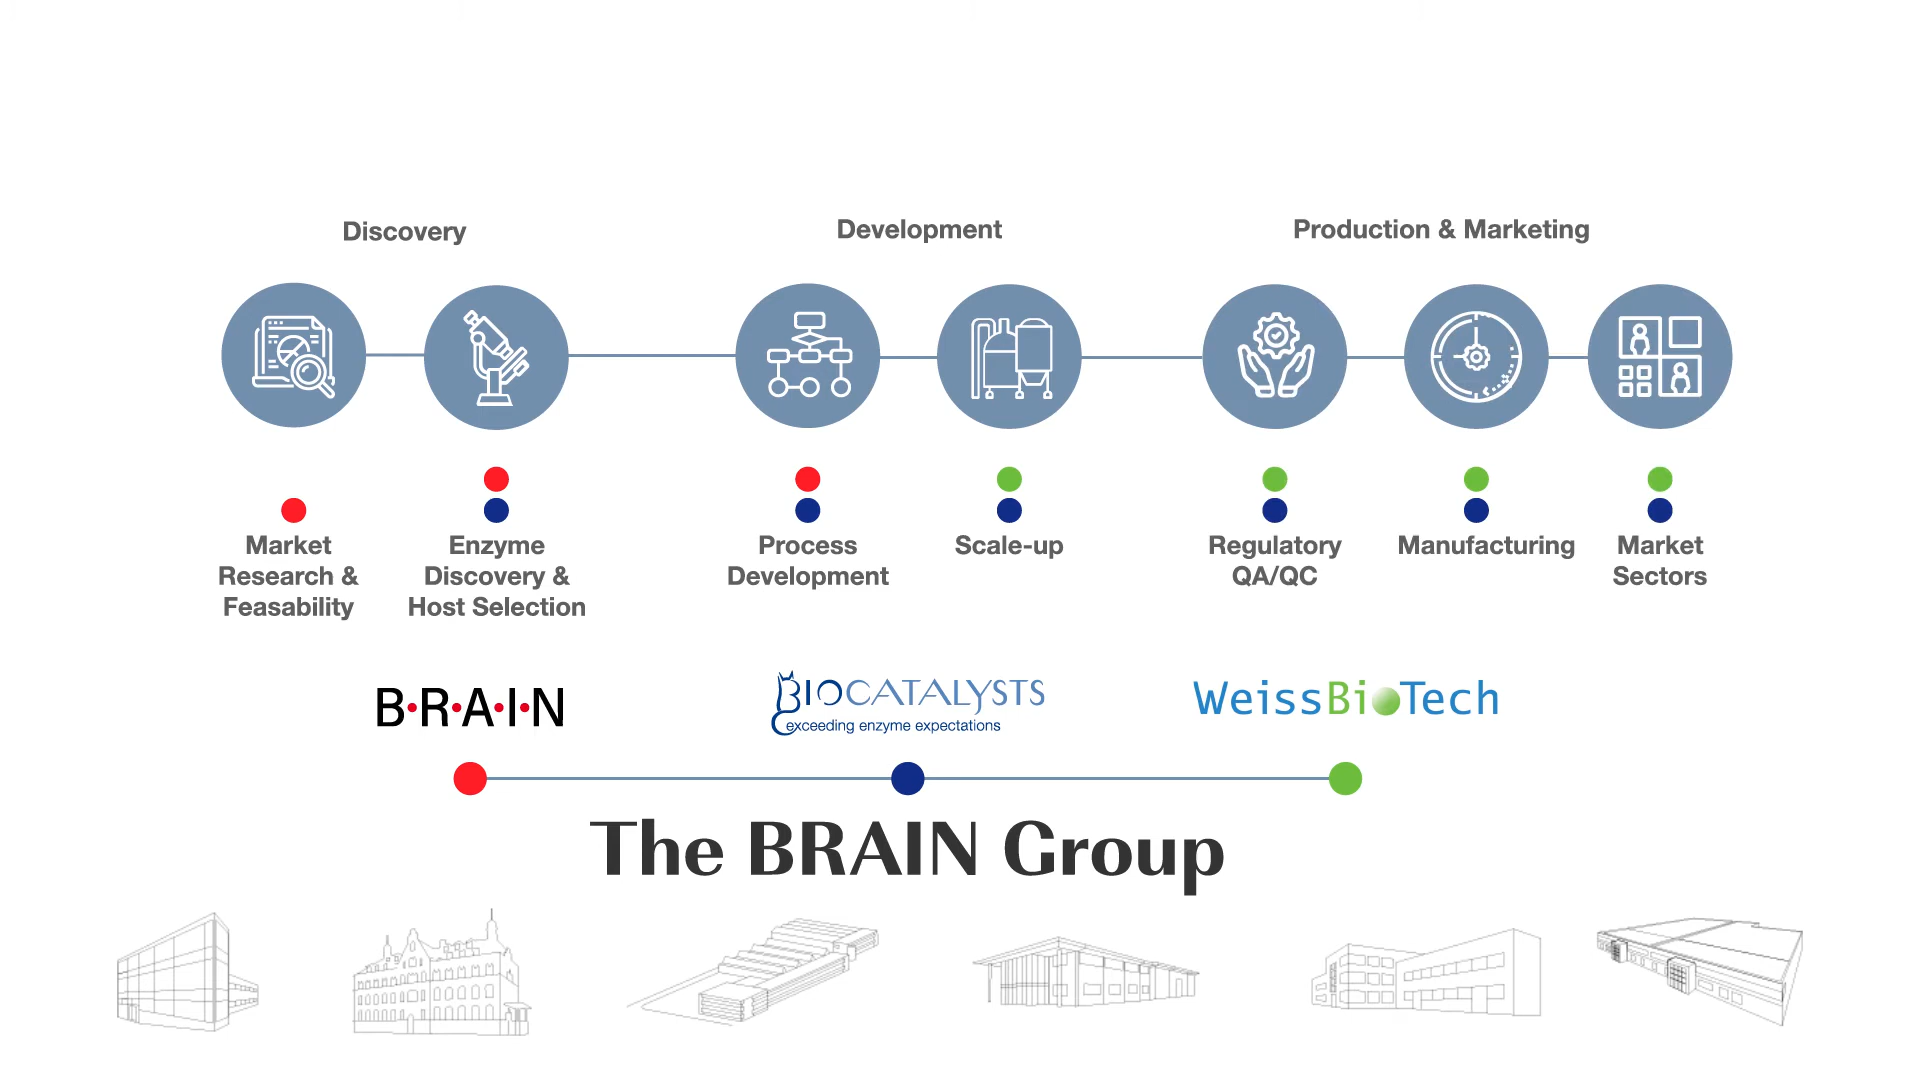 Discovery
Development
Production & Marketing
Market
Research &
Feasability
Enzyme
Discovery &
Host Selection
Process
Development
Scale-up
Regulatory
QA/QC
Manufacturing
Market
Sectors
B·R·A·I·N
BIOCATALYSTS
exceeding enzyme expectations
WeissBioTech
The BRAIN Group